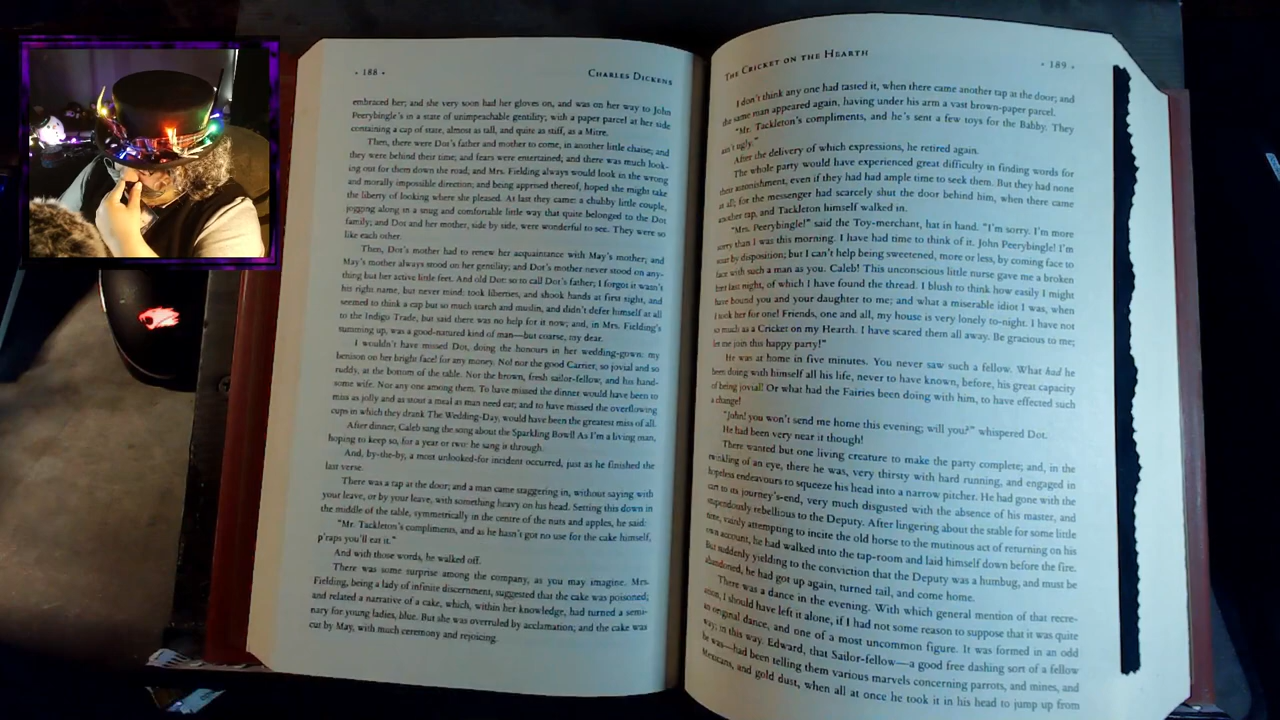 · 188 ·
CHARLES DICKENS
embraced her; and she very soon had her gloves on, and was on her way to John
Peerybingle's in a state of unimpeachable gentility; with a paper parcel at her side
containing a cap of state, almost as tall, and quite as stiff, as a Mitre.
Then, there were Dot's father and mother to come, in another little chaise; and
they were behind their time; and fears were entertained; and there was much look-
ing out for them down the road; and Mrs. Fielding always would look in the wrong
and morally impossible direction; and being apprised thereof, hoped she might take
the liberty of looking where she pleased. At last they came: a chubby little couple,
jogging along in a snug and comfortable little way that quite belonged to the Dot
family; and Dot and her mother, side by side, were wonderful to see. They were so
like each other.
Then, Dot's mother had to renew her acquaintance with May's mother; and
May's mother always stood on her gentility; and Dot's mother never stood on any-
thing but her active little feet. And old Dot: so to call Dot's father; I forgot it wasn't
his right name, but never mind: took liberties, and shook hands at first sight, and
seemed to think a cap but so much starch and muslin, and didn't defer himself at all
to the Indigo Trade, but said there was no help for it now; and, in Mrs. Fielding's
summing up, was a good-natured kind of man—but coarse, my dear.
I wouldn't have missed Dot, doing the honours in her wedding-gown: my
benison on her bright face! for any money. No! nor the good Carrier, so jovial and so
ruddy, at the bottom of the table. Nor the brown, fresh sailor-fellow, and his hand-
some wife. Nor any one among them. To have missed the dinner would have been to
miss as jolly and as stout a meal as man need eat; and to have missed the overflowing
cups in which they drank The Wedding-Day, would have been the greatest miss of all.
After dinner, Caleb sang the song about the Sparkling Bowl! As I'm a living man,
hoping to keep so, for a year or two: he sang it through.
And, by-the-by, a most unlooked-for incident occurred, just as he finished the
last verse.
There was a tap at the door; and a man came staggering in, without saying with
your leave, or by your leave, with something heavy on his head. Setting this down in
the middle of the table, symmetrically in the centre of the nuts and apples, he said:
"Mr. Tackleton's compliments, and as he hasn't got no use for the cake himself,
p'raps you'll eat it."
And with those words, he walked off.
There was some surprise among the company, as you may imagine. Mrs.
Fielding, being a lady of infinite discernment, suggested that the cake was poisoned;
and related a narrative of a cake, which, within her knowledge, had turned a semi-
nary for young ladies, blue. But she was overruled by acclamation; and the cake was
cut by May, with much ceremony and rejoicing.
THE CRICKET ON THE HEARTH
· 189 ·
I don't think any one had tasted it, when there came another tap at the door; and
the same man appeared again, having under his arm a vast brown-paper parcel.
"Mr. Tackleton's compliments, and he's sent a few toys for the Babby. They
ain't ugly."
After the delivery of which expressions, he retired again.
The whole party would have experienced great difficulty in finding words for
their astonishment, even if they had had ample time to seek them. But they had none
at all; for the messenger had scarcely shut the door behind him, when there came
another rap, and Tackleton himself walked in.
"Mrs. Peerybingle!" said the Toy-merchant, hat in hand. "I'm sorry. I'm more
sorry than I was this morning. I have had time to think of it. John Peerybingle! I'm
sour by disposition; but I can't help being sweetened, more or less, by coming face to
face with such a man as you. Caleb! This unconscious little nurse gave me a broken
hint last night, of which I have found the thread. I blush to think how easily I might
have bound you and your daughter to me; and what a miserable idiot I was, when
I took her for one! Friends, one and all, my house is very lonely to-night. I have not
so much as a Cricket on my Hearth. I have scared them all away. Be gracious to me;
let me join this happy party!"
He was at home in five minutes. You never saw such a fellow. What had he
been doing with himself all his life, never to have known, before, his great capacity
of being jovial! Or what had the Fairies been doing with him, to have effected such
a change!
"John! you won't send me home this evening; will you?" whispered Dot.
He had been very near it though!
There wanted but one living creature to make the party complete; and, in the
twinkling of an eye, there he was, very thirsty with hard running, and engaged in
hopeless endeavours to squeeze his head into a narrow pitcher. He had gone with the
cart to its journey's-end, very much disgusted with the absence of his master, and
stupendously rebellious to the Deputy. After lingering about the stable for some little
time, vainly attempting to incite the old horse to the mutinous act of returning on his
own account, he had walked into the tap-room and laid himself down before the fire.
But suddenly yielding to the conviction that the Deputy was a humbug, and must be
abandoned, he had got up again, turned tail, and come home.
There was a dance in the evening. With which general mention of that recre-
ation, I should have left it alone, if I had not some reason to suppose that it was quite
an original dance, and one of a most uncommon figure. It was formed in an odd
way; in this way. Edward, that Sailor-fellow—a good free dashing sort of a fellow
he was—had been telling them various marvels concerning parrots, and mines, and
Mexicans, and gold dust, when all at once he took it in his head to jump up from